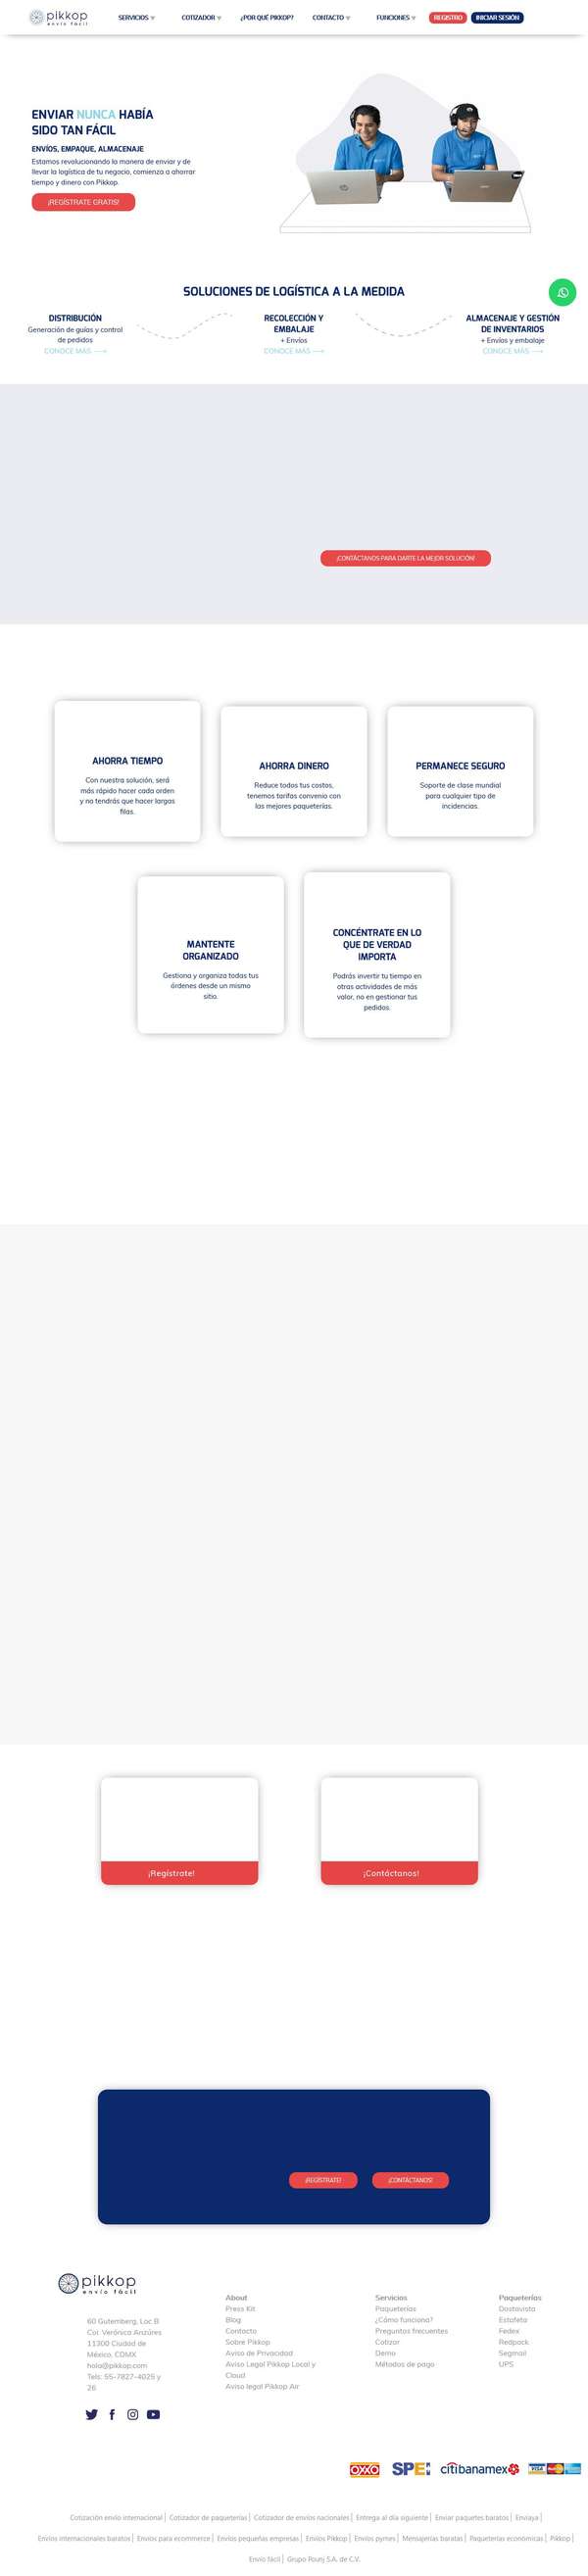 pikkop
envío fácil
SERVICIOS
COTIZADOR
¿POR QUÉ PIKKOP?
CONTACTO
FUNCIONES
REGISTRO
INICIAR SESIÓN
ENVIAR NUNCA HABÍA
SIDO TAN FÁCIL
ENVÍOS, EMPAQUE, ALMACENAJE
Estamos revolucionando la manera de enviar y de
llevar la logística de tu negocio, comienza a ahorrar
tiempo y dinero con Pikkop
¡REGÍSTRATE GRATIS!
SOLUCIONES DE LOGÍSTICA A LA MEDIDA
DISTRIBUCIÓN
Generación de guías y control
de pedidos
CONOCE MÁS
RECOLECCIÓN Y
EMBALAJE
+ Envíos
CONOCE MÁS
ALMACENAJE Y GESTIÓN
DE INVENTARIOS
+ Envíos y embalaje
CONOCE MÁS
¡CONTÁCTANOS PARA DARTE LA MEJOR SOLUCIÓN!
AHORRA TIEMPO
Con nuestra solución, será
más rápido hacer cada orden
y no tendrás que hacer largas
filas.
AHORRA DINERO
Reduce todos tus costos,
tenemos tarifas convenio con
las mejores paqueterías.
PERMANECE SEGURO
Soporte de clase mundial
para cualquier tipo de
incidencias.
MANTENTE
ORGANIZADO
Gestiona y organiza todas tus
órdenes desde un mismo
sitio.
CONCÉNTRATE EN LO
QUE DE VERDAD
IMPORTA
Podrás invertir tu tiempo en
otras actividades de más
valor, no en gestionar tus
pedidos.
¡Regístrate!
¡Contáctanos!
¡REGÍSTRATE!
¡CONTÁCTANOS!
pikkop
envío fácil
60 Gutemberg, Loc B
Col. Verónica Anzúres
11300 Ciudad de
México, CDMX
hola@pikkop.com
Tels: 55-7827-4025 y
26
About
Press Kit
Blog
Contacto
Sobre Pikkop
Aviso de Privacidad
Aviso Legal Pikkop Local y
Cloud
Aviso legal Pikkop Air
Servicios
Paqueterías
¿Cómo funciona?
Preguntas frecuentes
Cotizar
Demo
Métodos de pago
Paqueterías
Dostavista
Estafeta
Fedex
Redpack
Segmail
UPS
OXXO
SPEI
citibanamex
VISA
Cotización envío internacional | Cotizador de paqueterías | Cotizador de envíos nacionales | Entrega al día siguiente | Enviar paquetes baratos | Enviaya |
Envíos internacionales baratos | Envíos para ecommerce | Envíos pequeñas empresas | Envíos Pikkop | Envíos pymes | Mensajerías baratas | Paqueterías económicas | Pikkop |
Envío fácil | Grupo Rounj S.A. de C.V.